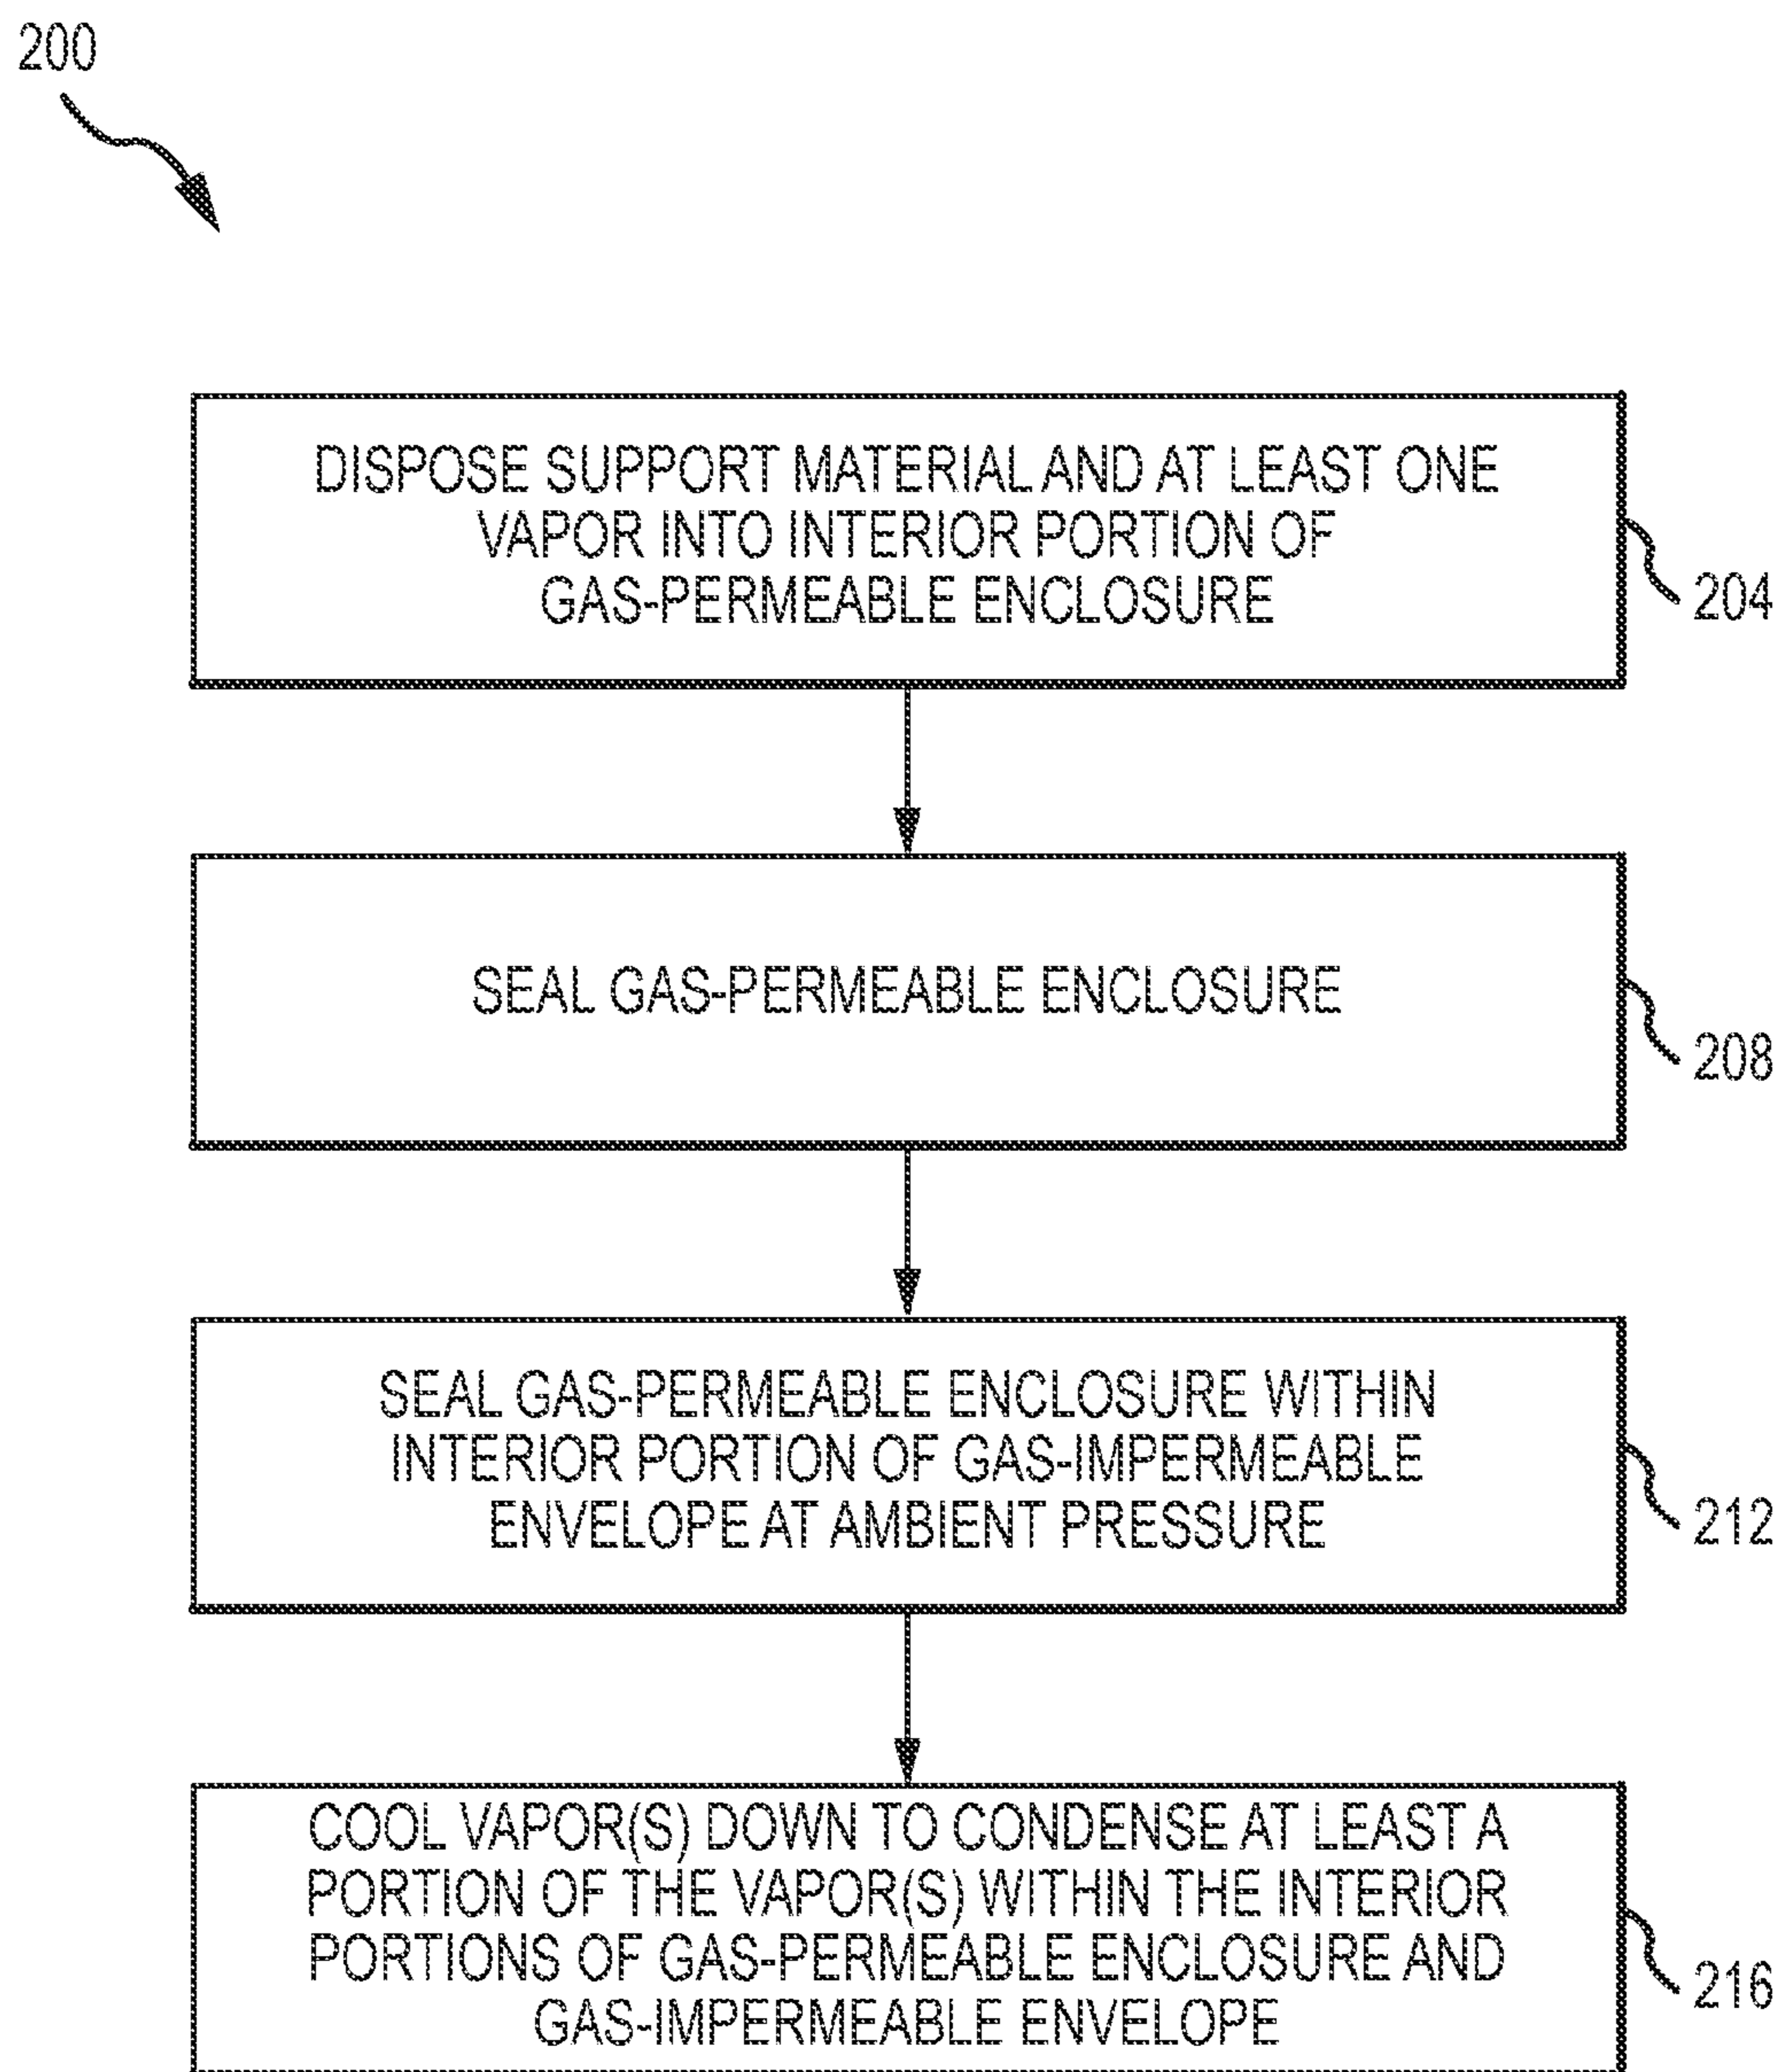 200
DISPOSE SUPPORT MATERIAL AND AT LEAST ONE
VAPOR INTO INTERIOR PORTION OF
GAS-PERMEABLE ENCLOSURE
204
SEAL GAS-PERMEABLE ENCLOSURE
208
SEAL GAS-PERMEABLE ENCLOSURE WITHIN
INTERIOR PORTION OF GAS-IMPERMEABLE
ENVELOPE AT AMBIENT PRESSURE
212
COOL VAPOR(S) DOWN TO CONDENSE AT LEAST A
PORTION OF THE VAPOR(S) WITHIN THE INTERIOR
PORTIONS OF GAS-PERMEABLE ENCLOSURE AND
GAS-IMPERMEABLE ENVELOPE
216